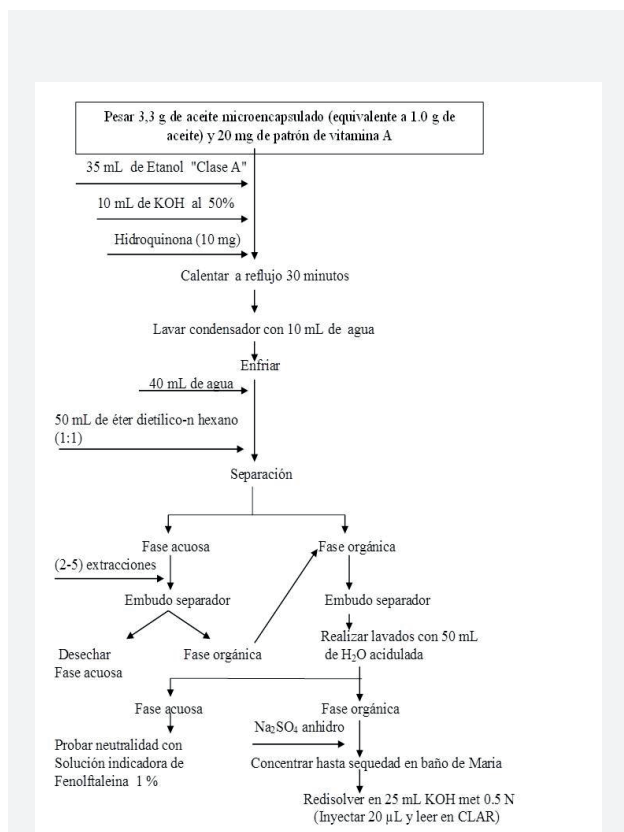 Pesar 3,3 g de aceite microencapsulado (equivalente a 1.0 g de
aceite) y 20 mg de patrón de vitamina A
35 mL de Etanol "Clase A"
10 mL de KOH al 50%
Hidroquinona (10 mg)
Calentar a reflujo 30 minutos
Lavar condensador con 10 mL de agua
Enfriar
40 mL de agua
50 mL de éter dietílico-n hexano
(1:1)
Separación
Fase acuosa
Fase orgánica
(2-5) extracciones
Embudo separador
Embudo separador
Desechar
Fase acuosa
Fase orgánica
Realizar lavados con 50 mL
de H₂O acidulada
Fase acuosa
Fase orgánica
Na₂SO₄ anhidro
Probar neutralidad con
Solución indicadora de
Fenolftaleina 1 %
Concentrar hasta sequedad en baño de Maria
Redisolver en 25 mL KOH met 0.5 N
(Inyectar 20 µL y leer en CLAR)